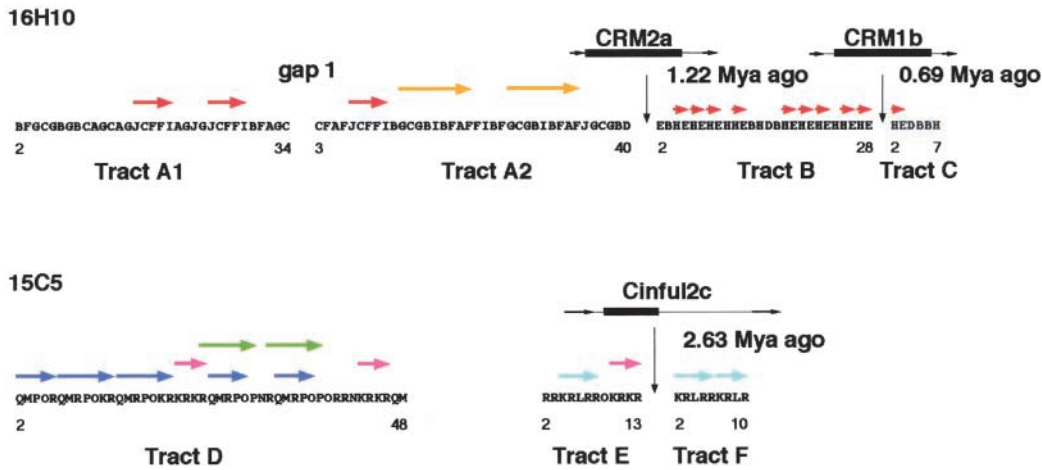 16H10
CRM2a CRM1b
gap 1 1.22 Mya ago 0.69 Mya ago
BFGCGBGBCAGCAGJCFFIAGJGJCFFIBFAGC CFAFJCFFIBGCGBIBFAFFIBFGCGBIBFAFJGCGBD EBHEHEHEHHEBHDBHEHEHEHHEHE HEDBBH
2 34 3 40 2 28 2 7
Tract A1 Tract A2 Tract B Tract C
15C5
Cinful2c
2.63 Mya ago
QMPORQMRPOKRQMRPOKRKRKRQMRPOPNRQMRPOPORRNKRKRQM RRKRLRROKRKR KRLRRKRLR
2 48 2 13 2 10
Tract D Tract E Tract F